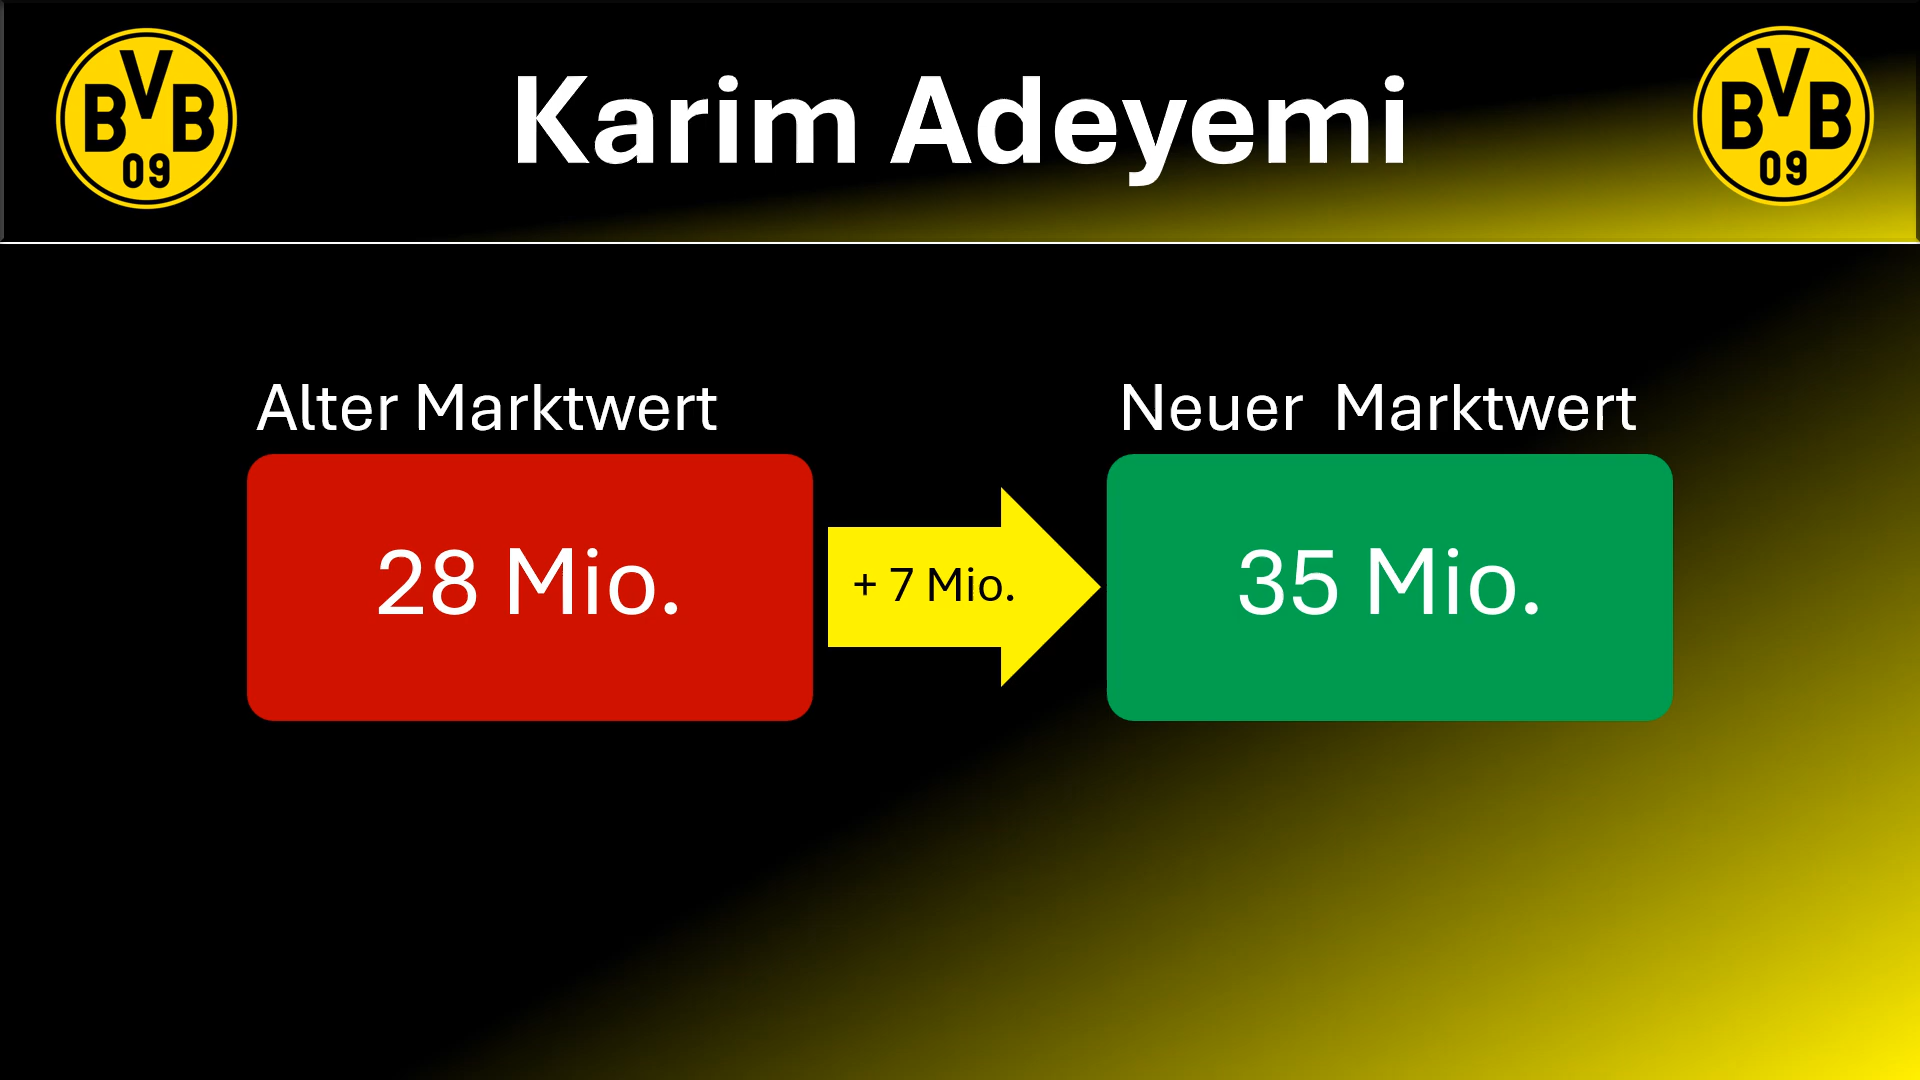 BVB 09
Karim Adeyemi
BVB 09
Alter Marktwert
Neuer Marktwert
28 Mio.
+ 7 Mio.
35 Mio.